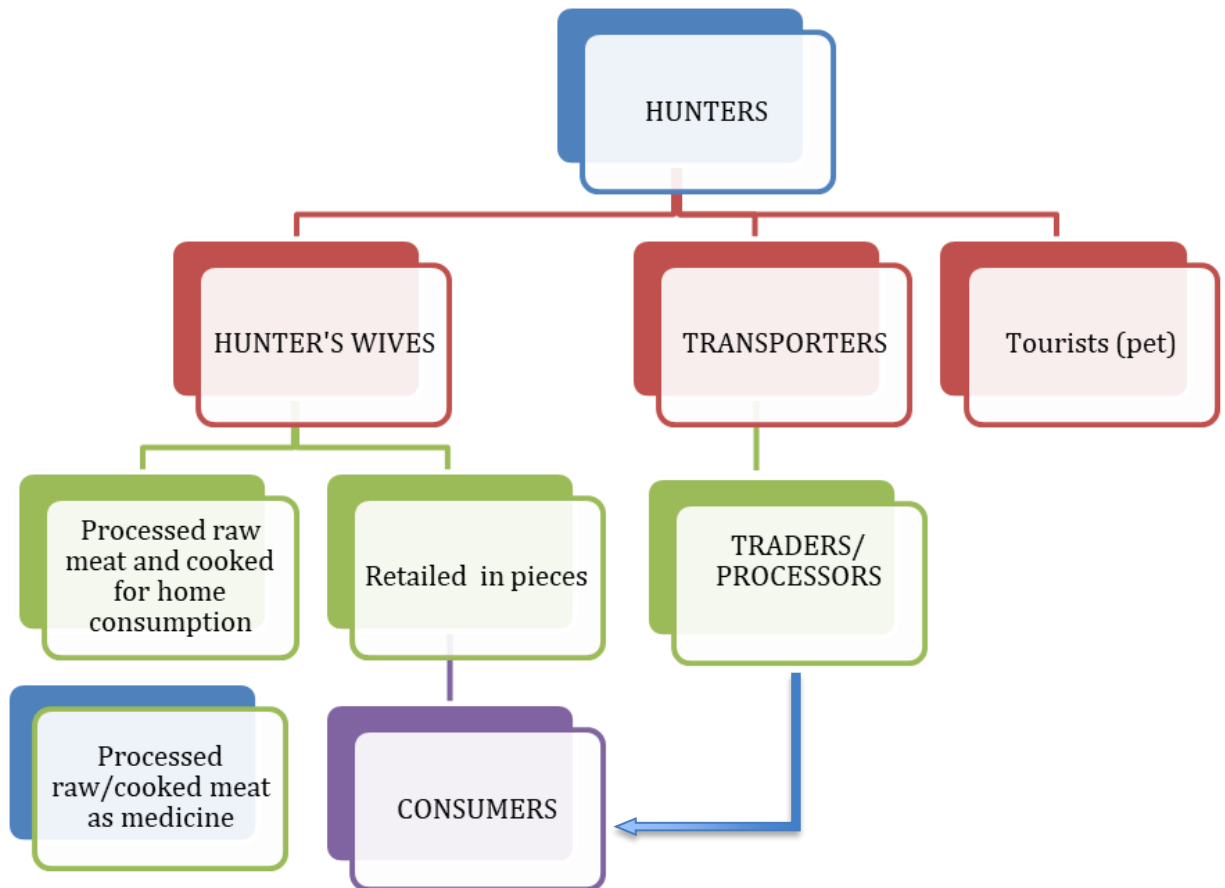 HUNTERS
HUNTER'S WIVES
TRANSPORTERS
Tourists (pet)
Processed raw
meat and cooked
for home
consumption
Retailed in pieces
TRADERS/
PROCESSORS
Processed
raw/cooked meat
as medicine
CONSUMERS